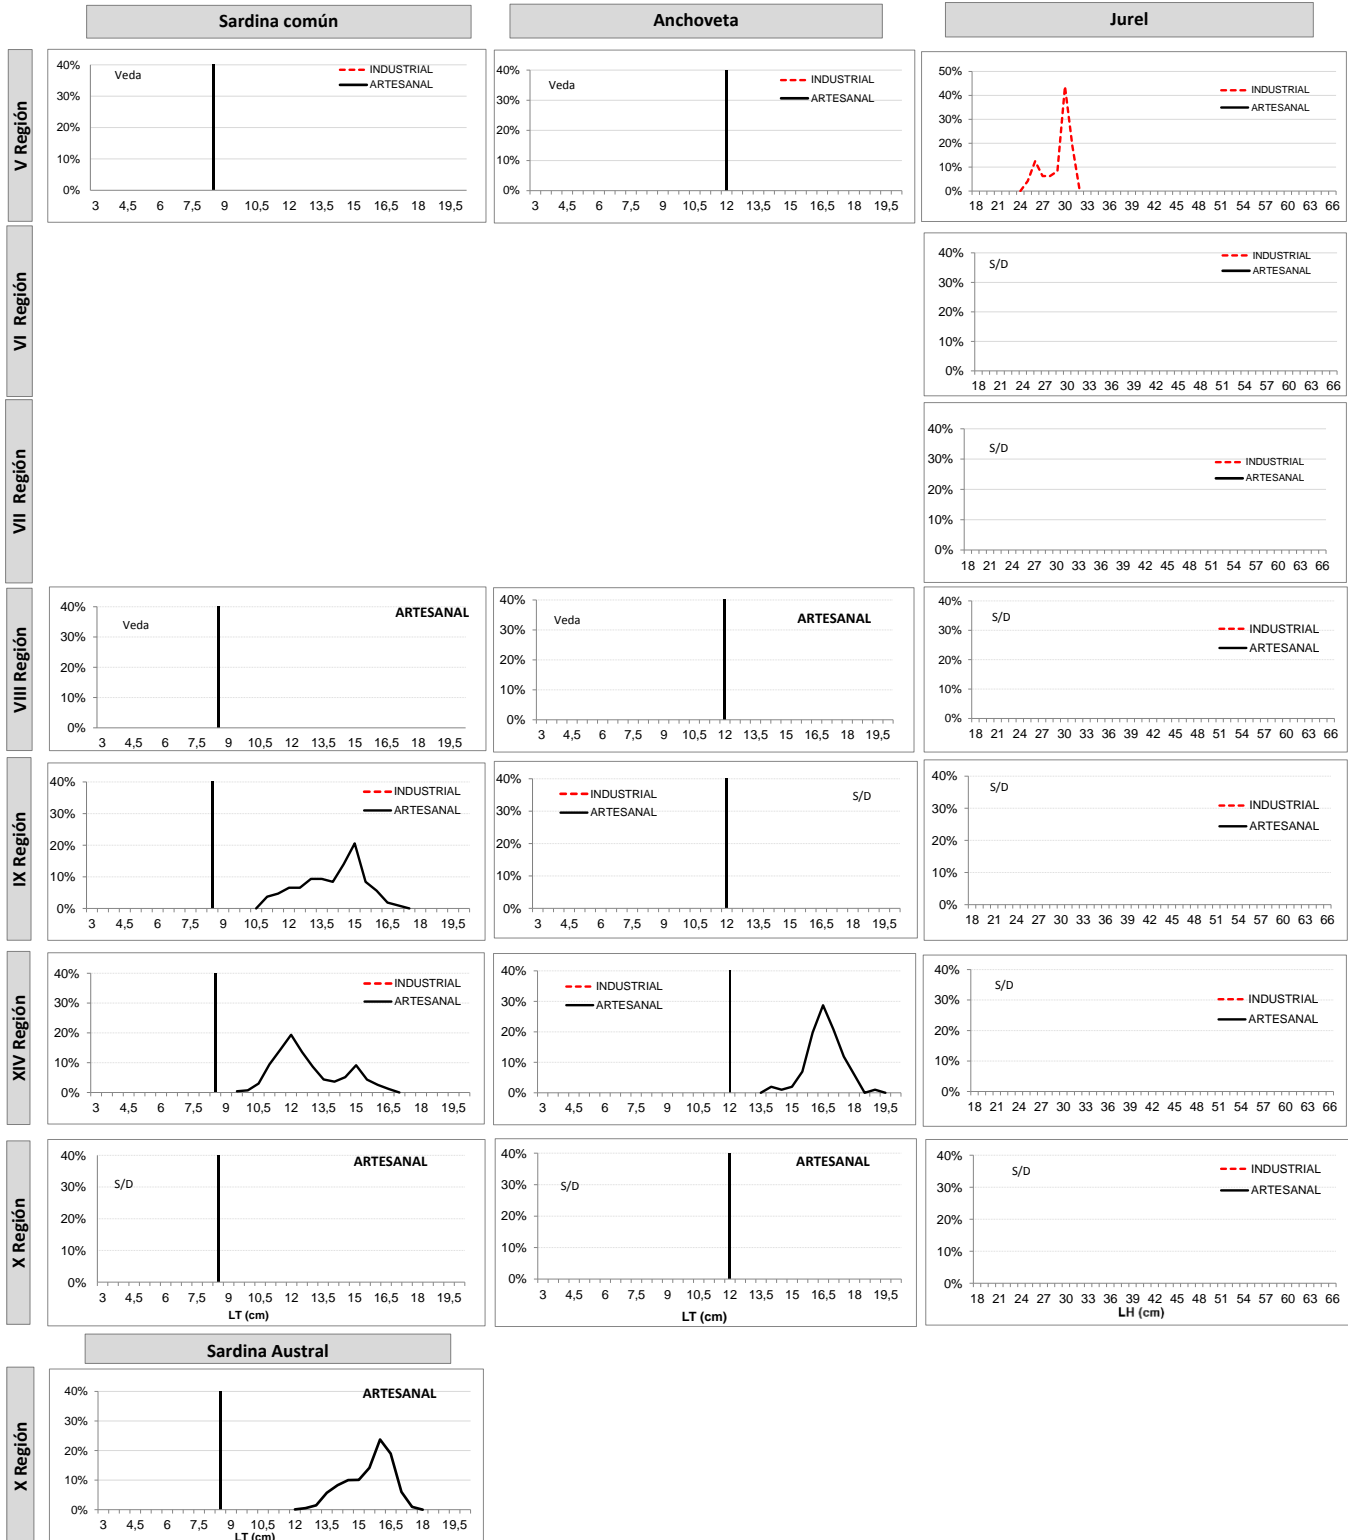 Sardina común
Anchoveta
Jurel
V Región
40%
30%
20%
10%
0%
Veda
INDUSTRIAL
ARTESANAL
3 4,5 6 7,5 9 10,5 12 13,5 15 16,5 18 19,5
40%
30%
20%
10%
0%
Veda
INDUSTRIAL
ARTESANAL
3 4,5 6 7,5 9 10,5 12 13,5 15 16,5 18 19,5
50%
40%
30%
20%
10%
0%
INDUSTRIAL
ARTESANAL
18 21 24 27 30 33 36 39 42 45 48 51 54 57 60 63 66
VI Región
40%
30%
20%
10%
0%
S/D
INDUSTRIAL
ARTESANAL
18 21 24 27 30 33 36 39 42 45 48 51 54 57 60 63 66
VII Región
40%
30%
20%
10%
0%
S/D
INDUSTRIAL
ARTESANAL
18 21 24 27 30 33 36 39 42 45 48 51 54 57 60 63 66
VIII Región
40%
30%
20%
10%
0%
Veda
ARTESANAL
3 4,5 6 7,5 9 10,5 12 13,5 15 16,5 18 19,5
40%
30%
20%
10%
0%
Veda
ARTESANAL
3 4,5 6 7,5 9 10,5 12 13,5 15 16,5 18 19,5
40%
30%
20%
10%
0%
S/D
INDUSTRIAL
ARTESANAL
18 21 24 27 30 33 36 39 42 45 48 51 54 57 60 63 66
IX Región
40%
30%
20%
10%
0%
INDUSTRIAL
ARTESANAL
3 4,5 6 7,5 9 10,5 12 13,5 15 16,5 18 19,5
40%
30%
20%
10%
0%
INDUSTRIAL
ARTESANAL
S/D
3 4,5 6 7,5 9 10,5 12 13,5 15 16,5 18 19,5
40%
30%
20%
10%
0%
S/D
INDUSTRIAL
ARTESANAL
18 21 24 27 30 33 36 39 42 45 48 51 54 57 60 63 66
XIV Región
40%
30%
20%
10%
0%
INDUSTRIAL
ARTESANAL
3 4,5 6 7,5 9 10,5 12 13,5 15 16,5 18 19,5
40%
30%
20%
10%
0%
INDUSTRIAL
ARTESANAL
3 4,5 6 7,5 9 10,5 12 13,5 15 16,5 18 19,5
40%
30%
20%
10%
0%
S/D
INDUSTRIAL
ARTESANAL
18 21 24 27 30 33 36 39 42 45 48 51 54 57 60 63 66
X Región
40%
30%
20%
10%
0%
S/D
ARTESANAL
3 4,5 6 7,5 9 10,5 12 13,5 15 16,5 18 19,5
LT (cm)
40%
30%
20%
10%
0%
S/D
ARTESANAL
3 4,5 6 7,5 9 10,5 12 13,5 15 16,5 18 19,5
LT (cm)
40%
30%
20%
10%
0%
S/D
INDUSTRIAL
ARTESANAL
18 21 24 27 30 33 36 39 42 45 48 51 54 57 60 63 66
LH (cm)
Sardina Austral
X Región
40%
30%
20%
10%
0%
ARTESANAL
3 4,5 6 7,5 9 10,5 12 13,5 15 16,5 18 19,5
LT (cm)